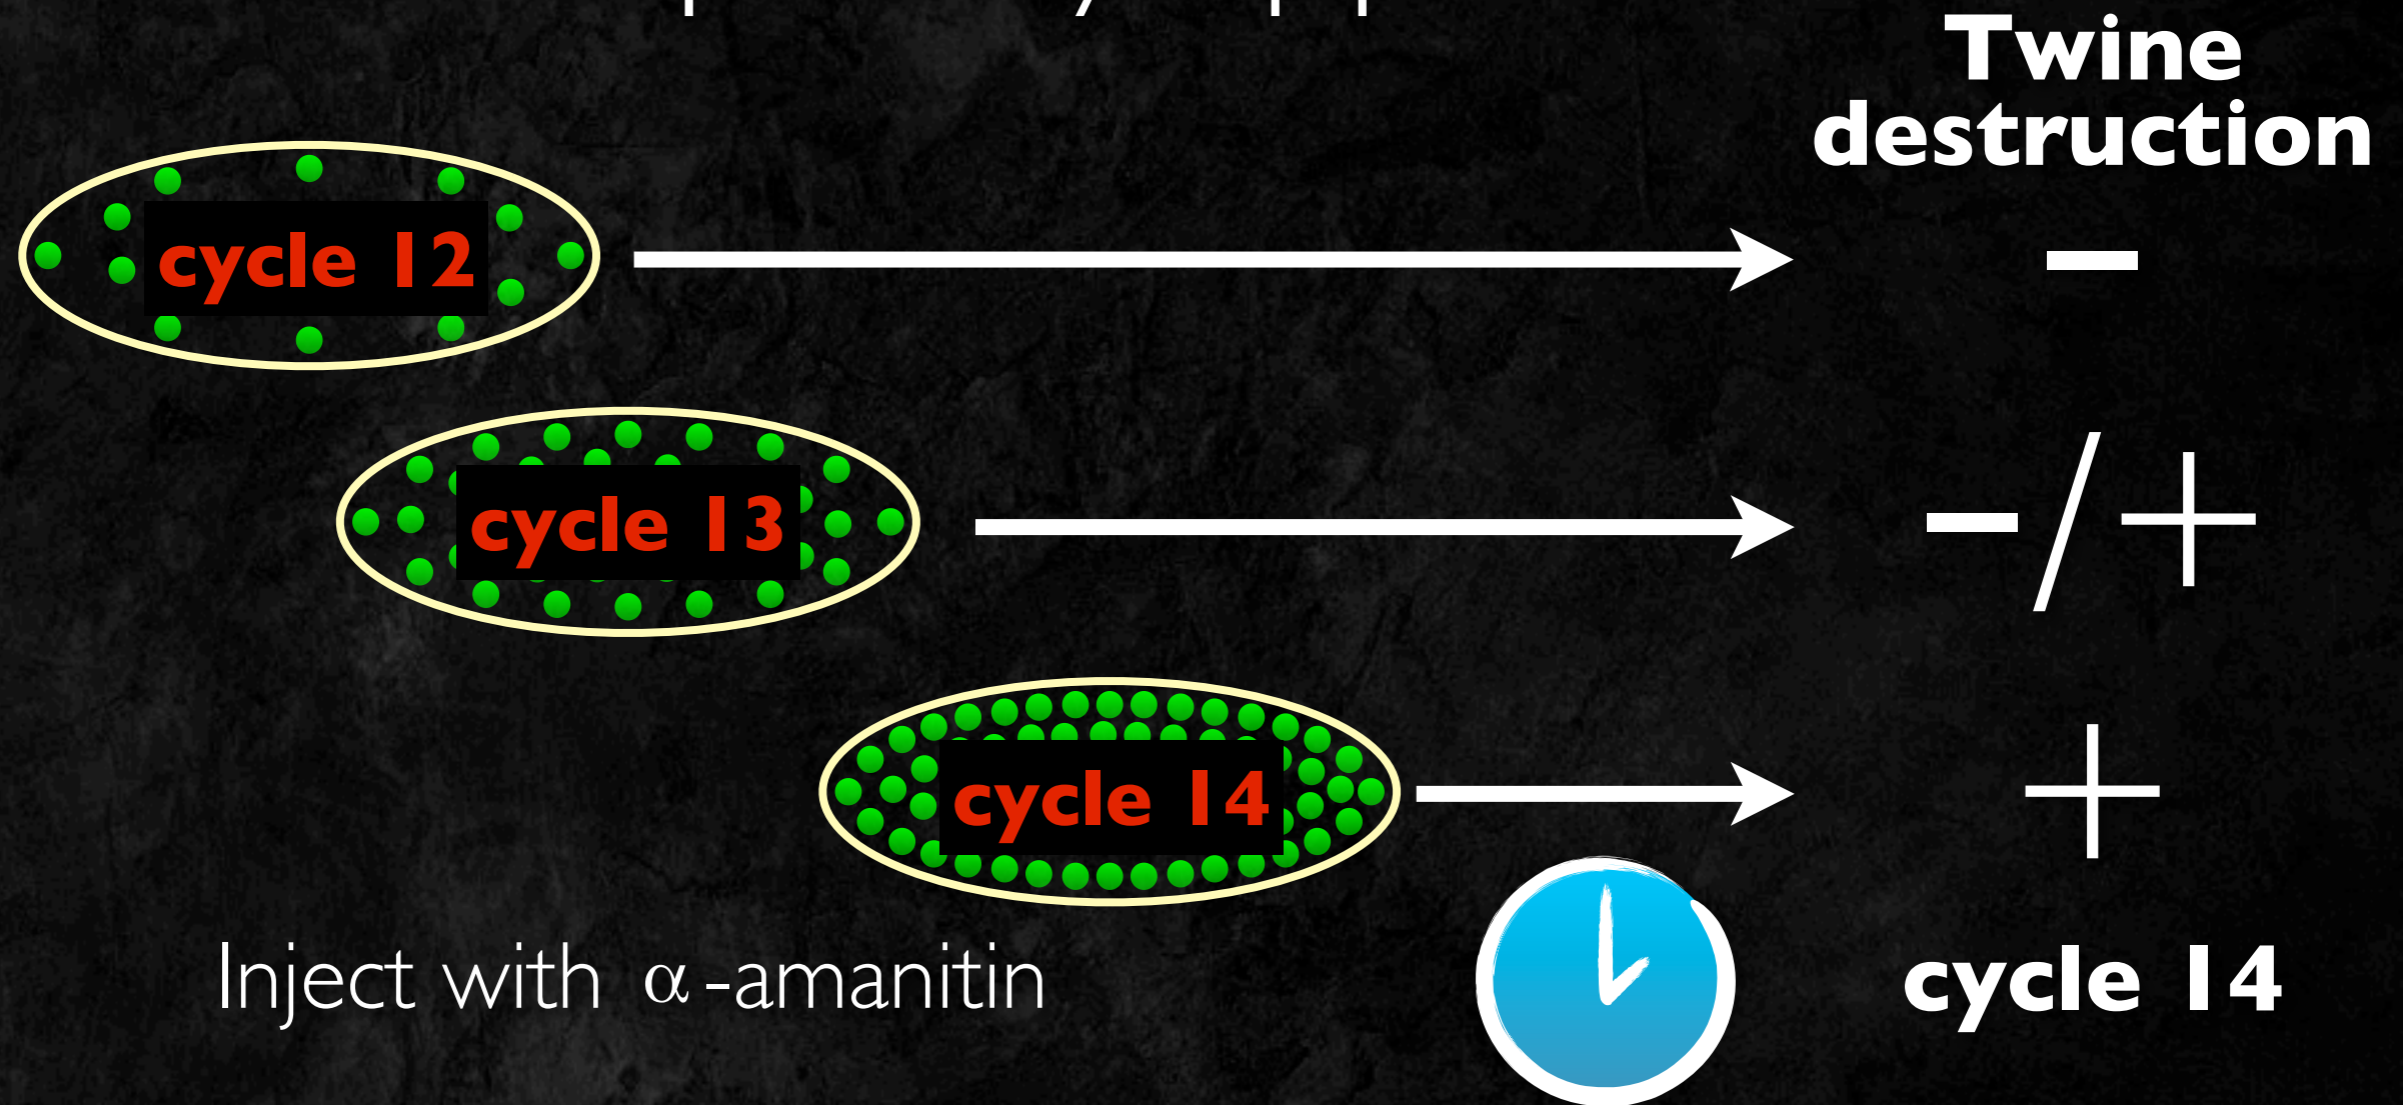 Twine
destruction
cycle 12
-
cycle 13
-/+
cycle 14
+
Inject with α-amanitin
cycle 14